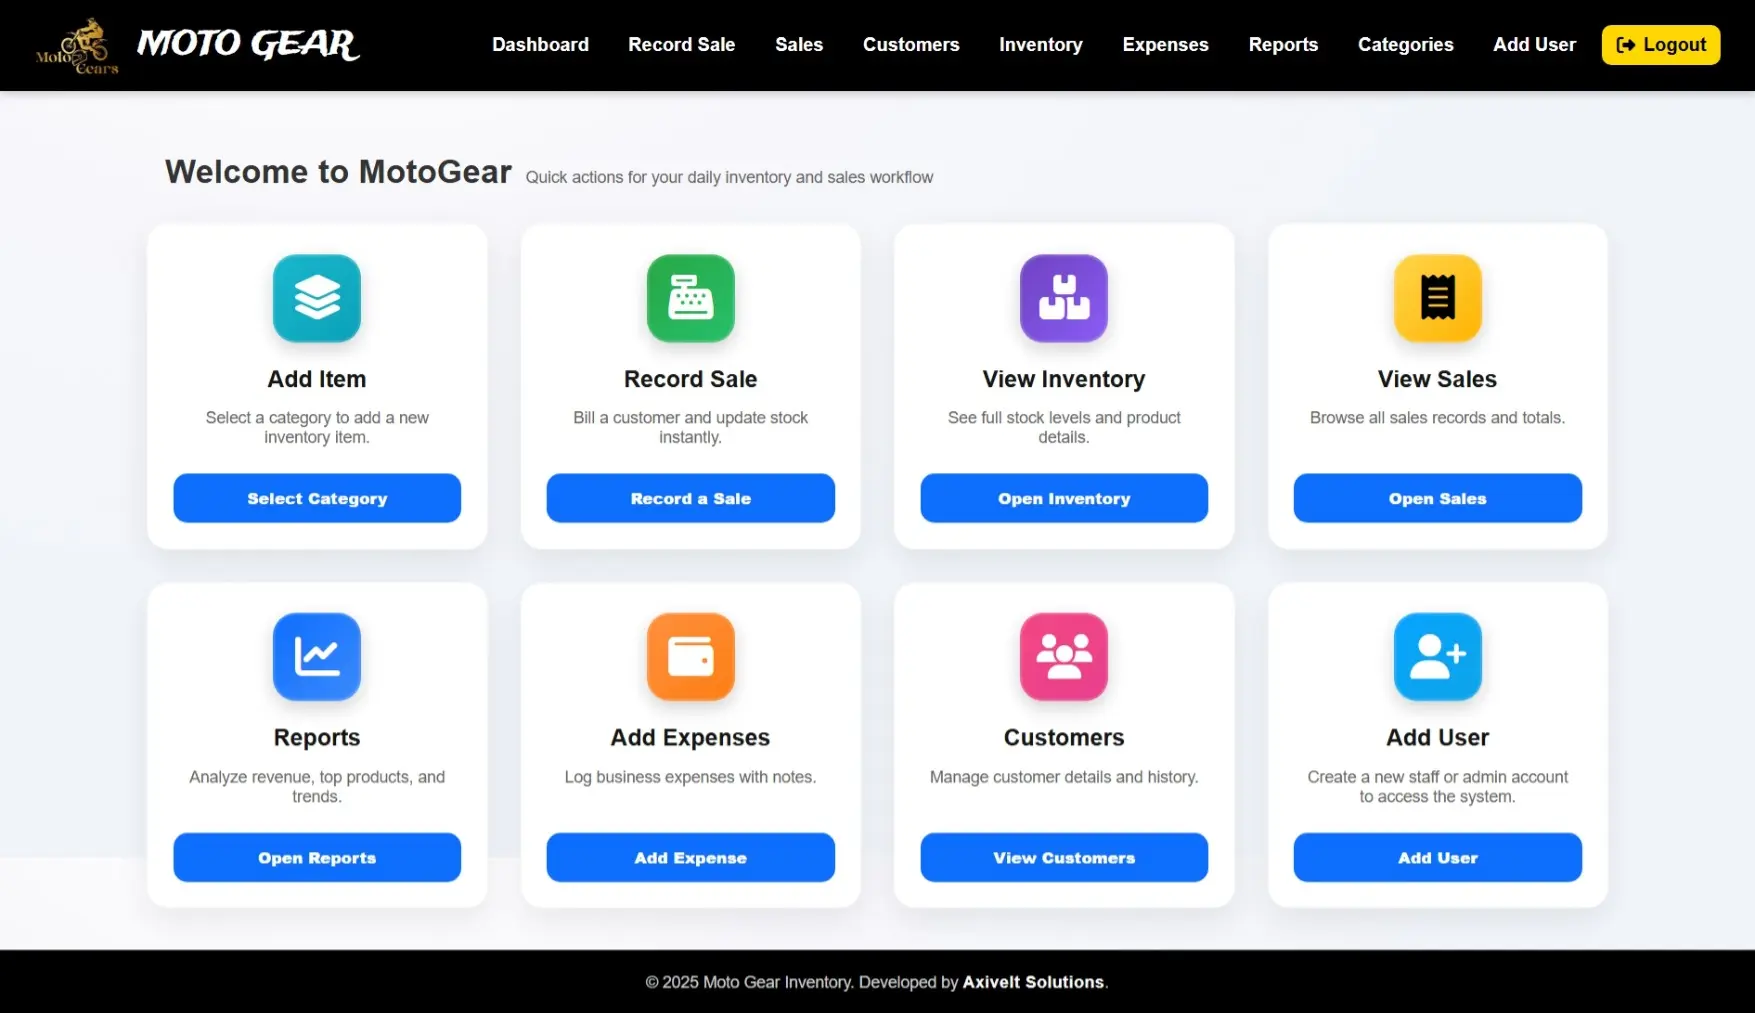 Moto
Gears
MOTO GEAR
Dashboard
Record Sale
Sales
Customers
Inventory
Expenses
Reports
Categories
Add User
Logout
Welcome to MotoGear
Quick actions for your daily inventory and sales workflow
Add Item
Select a category to add a new
inventory item.
Select Category
Record Sale
Bill a customer and update stock
instantly.
Record a Sale
View Inventory
See full stock levels and product
details.
Open Inventory
View Sales
Browse all sales records and totals.
Open Sales
Reports
Analyze revenue, top products, and
trends.
Open Reports
Add Expenses
Log business expenses with notes.
Add Expense
Customers
Manage customer details and history.
View Customers
Add User
Create a new staff or admin account
to access the system.
Add User
© 2025 Moto Gear Inventory. Developed by Axivelt Solutions.